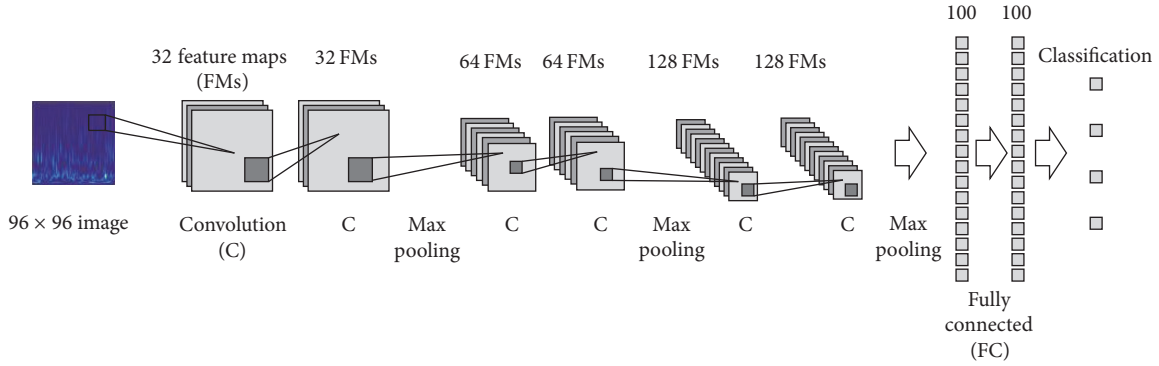 100 100
32 feature maps
(FMs)
32 FMs
64 FMs
64 FMs
128 FMs
128 FMs
Classification
96 × 96 image
Convolution
(C)
C
Max
pooling
C
C
Max
pooling
C
C
Max
pooling
Fully
connected
(FC)